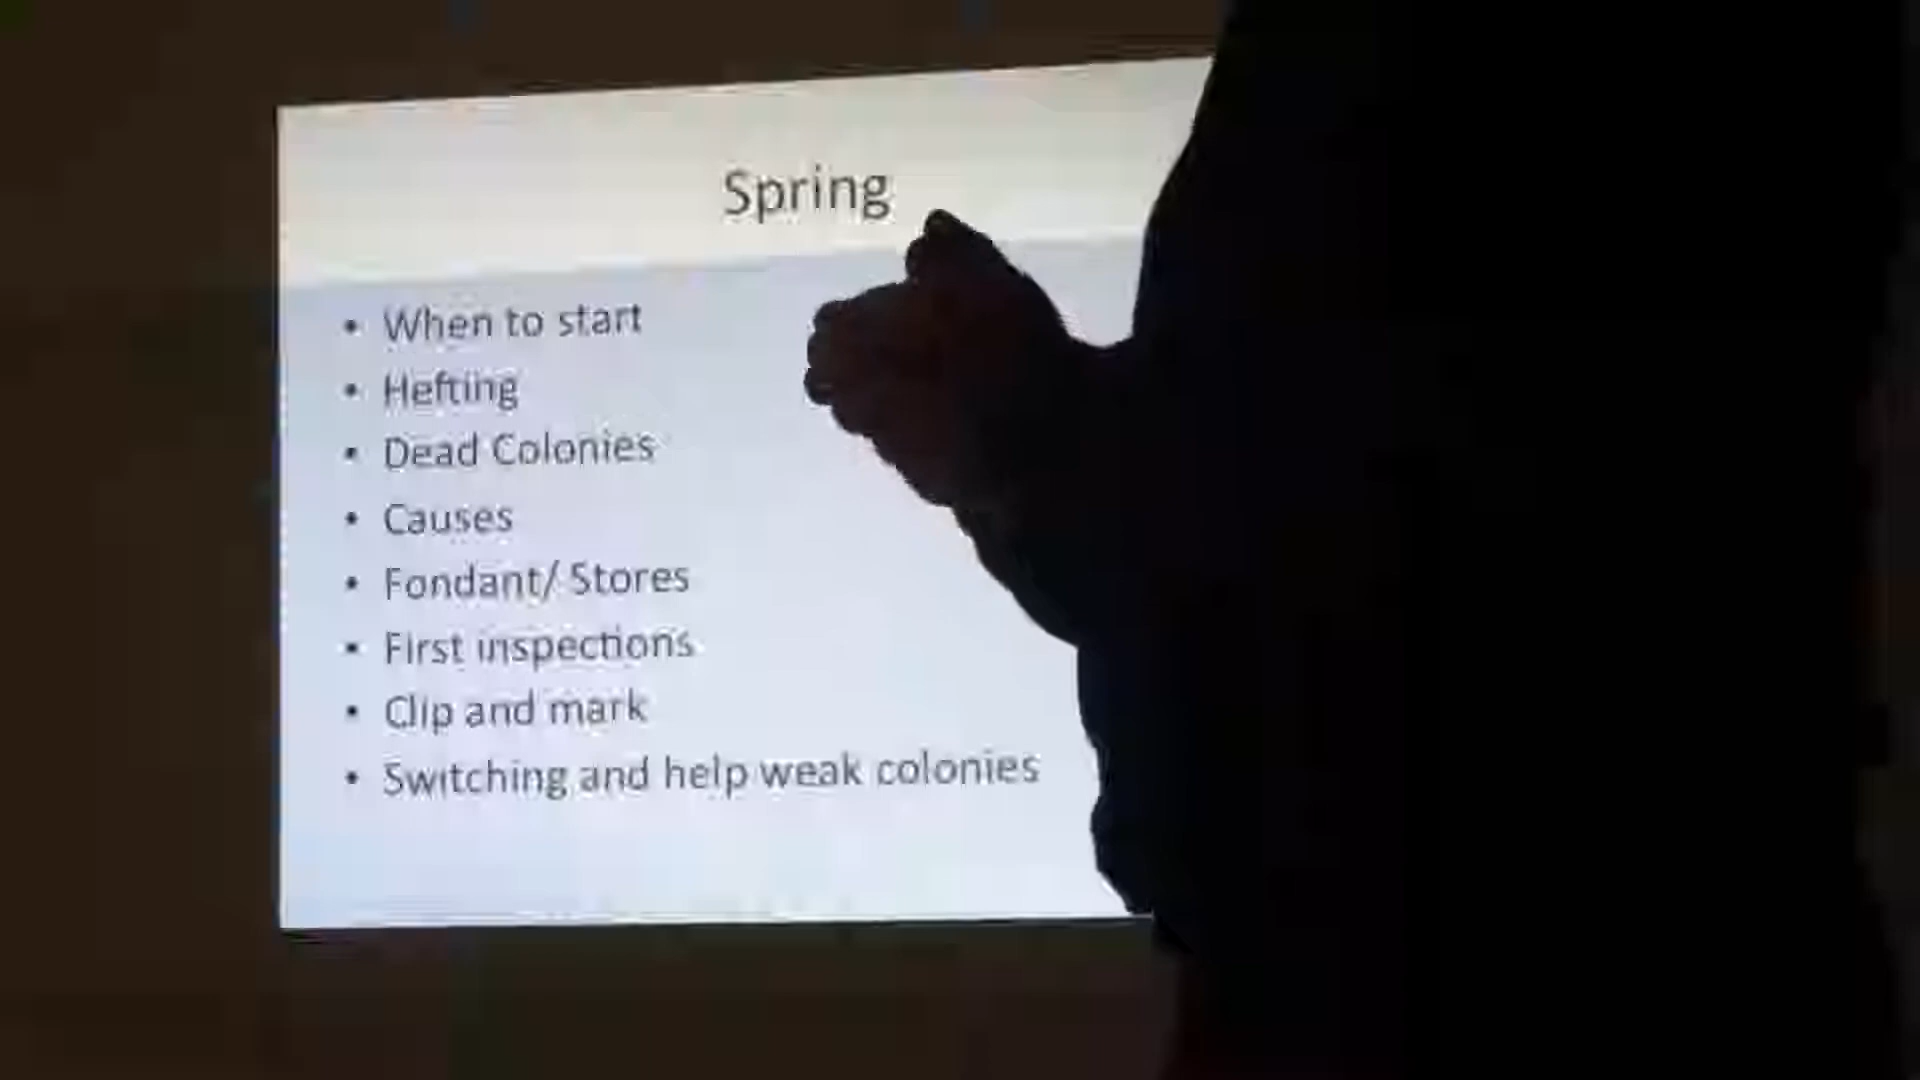 Spring
• When to start
• Hefting
• Dead Colonies
• Causes
• Fondant/ Stores
• First inspections
• Clip and mark
• Switching and help weak colonies